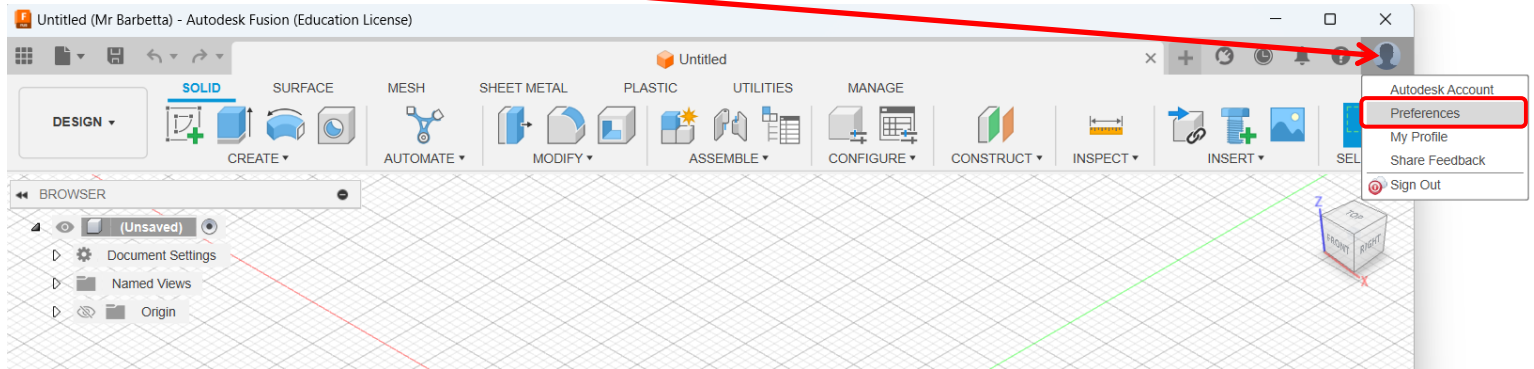 Untitled (Mr Barbetta) - Autodesk Fusion (Education License)
Untitled
SOLID SURFACE MESH SHEET METAL PLASTIC UTILITIES MANAGE
Autodesk Account
DESIGN
Preferences
My Profile
CREATE AUTOMATE MODIFY ASSEMBLE CONFIGURE CONSTRUCT INSPECT INSERT SEL
Share Feedback
Sign Out
BROWSER
(Unsaved)
Document Settings
Named Views
Origin
Z
TOP
FRONT RIGHT
X